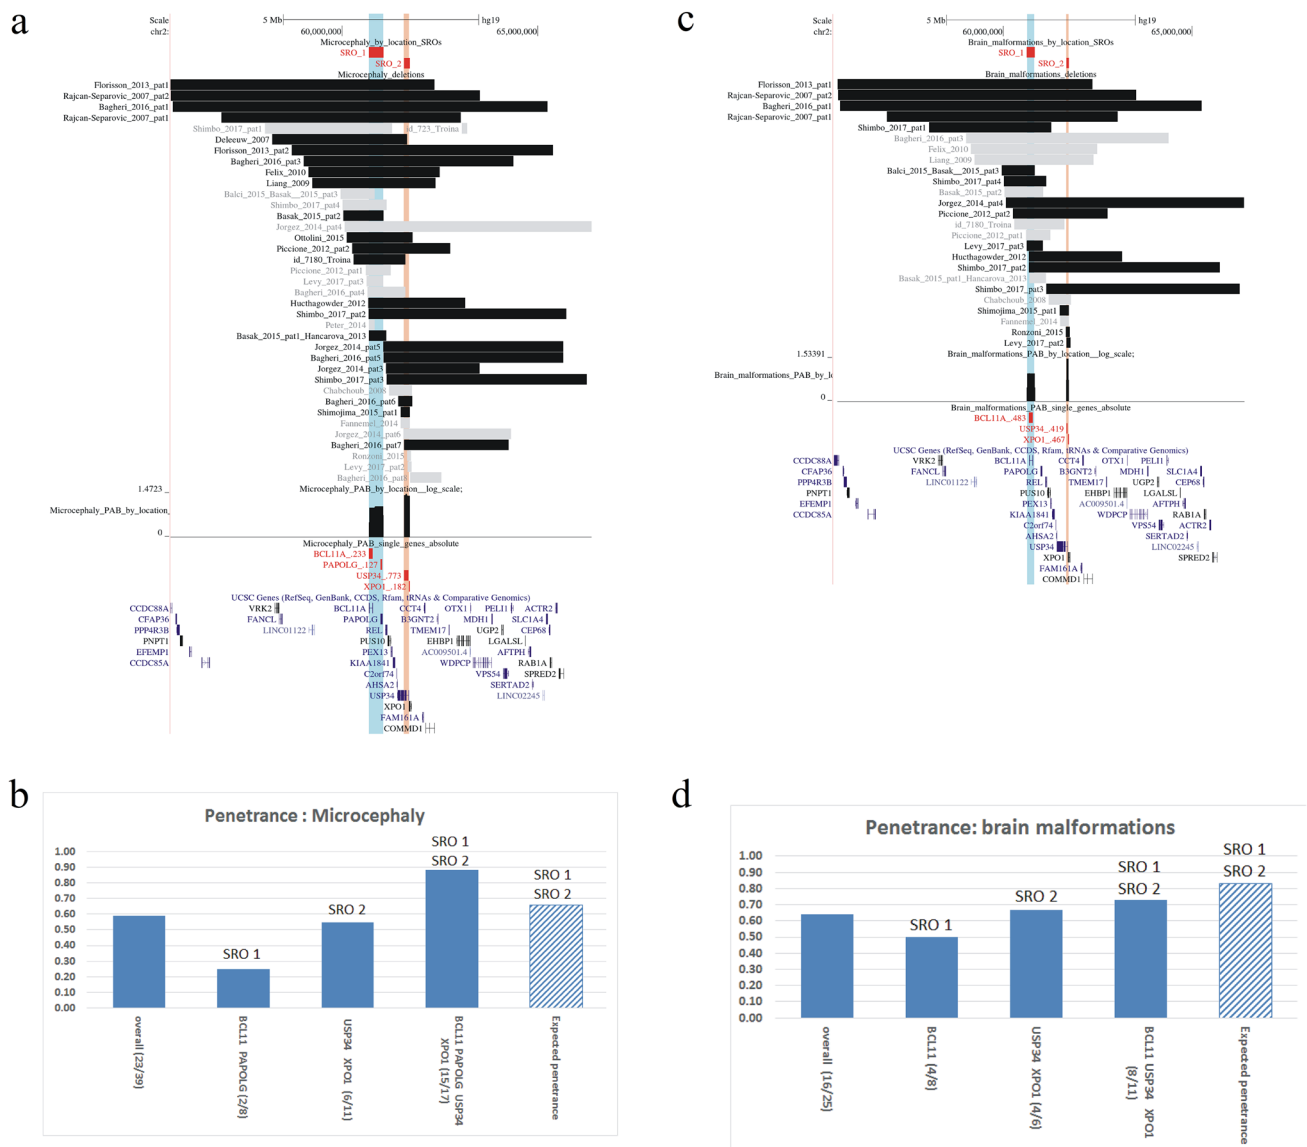 a
Scale
5 Mb
hg19
chr2:
60,000,000
65,000,000
Microcephaly_by_location_SROs
SRO_1
SRO_2
Microcephaly_deletions
Florisson_2013_pat1
Rajcan-Separovic_2007_pat2
Bagheri_2016_pat1
Rajcan-Separovic_2007_pat1
Shimbo_2017_pat1
id_723_Troina
Deleeuw_2007
Florisson_2013_pat2
Bagheri_2016_pat3
Felix_2010
Liang_2009
Balci_2015_Basak__2015_pat3
Shimbo_2017_pat4
Basak_2015_pat2
Jorgez_2014_pat4
Ottolini_2015
Piccione_2012_pat2
id_7180_Troina
Piccione_2012_pat1
Levy_2017_pat3
Bagheri_2016_pat4
Hucthagowder_2012
Shimbo_2017_pat2
Peter_2014
Basak_2015_pat1_Hancarova_2013
Jorgez_2014_pat5
Bagheri_2016_pat5
Jorgez_2014_pat3
Shimbo_2017_pat3
Chabchoub_2008
Bagheri_2016_pat6
Shimojima_2015_pat1
Fannemel_2014
Jorgez_2014_pat6
Bagheri_2016_pat7
Ronzoni_2015
Levy_2017_pat2
Bagheri_2016_pat8
1.4723 _
Microcephaly_PAB_by_location__log_scale;
Microcephaly_PAB_by_location_
0 _
Microcephaly_PAB_single_genes_absolute
BCL11A_.233
PAPOLG_.127
USP34_.773
XPO1_.182
UCSC Genes (RefSeq, GenBank, CCDS, Rfam, tRNAs & Comparative Genomics)
CCDC88A VRK2 BCL11A CCT4 OTX1 PELI1 ACTR2
CFAP36 FANCL PAPOLG B3GNT2 MDH1 SLC1A4
PPP4R3B LINC01122 REL TMEM17 UGP2 CEP68
PNPT1 PUS10 EHBP1 LGALSL
EFEMP1 PEX13 AC009501.4 AFTPH
CCDC85A KIAA1841 WDPCP RAB1A
C2orf74 VPS54 SPRED2
AHSA2 SERTAD2
USP34 LINC02245
XPO1
FAM161A
COMMD1
c
Scale
5 Mb
hg19
chr2:
60,000,000
65,000,000
Brain_malformations_by_location_SROs
SRO_1
SRO_2
Brain_malformations_deletions
Florisson_2013_pat1
Rajcan-Separovic_2007_pat2
Bagheri_2016_pat1
Rajcan-Separovic_2007_pat1
Shimbo_2017_pat1
Bagheri_2016_pat3
Felix_2010
Liang_2009
Balci_2015_Basak__2015_pat3
Shimbo_2017_pat4
Basak_2015_pat2
Jorgez_2014_pat4
Piccione_2012_pat2
id_7180_Troina
Piccione_2012_pat1
Levy_2017_pat3
Hucthagowder_2012
Shimbo_2017_pat2
Basak_2015_pat1_Hancarova_2013
Shimbo_2017_pat3
Chabchoub_2008
Shimojima_2015_pat1
Fannemel_2014
Ronzoni_2015
Levy_2017_pat2
1.53391 _
Brain_malformations_PAB_by_location__log_scale;
Brain_malformations_PAB_by_lo
0 _
Brain_malformations_PAB_single_genes_absolute
BCL11A_.483
USP34_.419
XPO1_.467
UCSC Genes (RefSeq, GenBank, CCDS, Rfam, tRNAs & Comparative Genomics)
CCDC88A VRK2 BCL11A CCT4 OTX1 PELI1
CFAP36 FANCL PAPOLG B3GNT2 MDH1 SLC1A4
PPP4R3B LINC01122 REL TMEM17 UGP2 CEP68
PNPT1 PUS10 EHBP1 LGALSL
EFEMP1 PEX13 AC009501.4 AFTPH
CCDC85A KIAA1841 WDPCP RAB1A
C2orf74 VPS54 ACTR2
AHSA2 SERTAD2
USP34 LINC02245
XPO1 SPRED2
FAM161A
COMMD1
b
Penetrance : Microcephaly
1.00
0.90
0.80
0.70
0.60
0.50
0.40
0.30
0.20
0.10
0.00
SRO 1
SRO 2
SRO 1
SRO 2
SRO 1
SRO 2
overall (23/39)
BCL11 PAPOLG (2/8)
USP34 XPO1 (6/11)
BCL11 PAPOLG USP34
XPO1 (15/17)
Expected penetrance
d
Penetrance: brain malformations
1.00
0.90
0.80
0.70
0.60
0.50
0.40
0.30
0.20
0.10
0.00
SRO 1
SRO 2
SRO 1
SRO 2
SRO 1
SRO 2
overall (16/25)
BCL11 (4/8)
USP34 XPO1 (4/6)
BCL11 USP34 XPO1
(8/11)
Expected penetrance